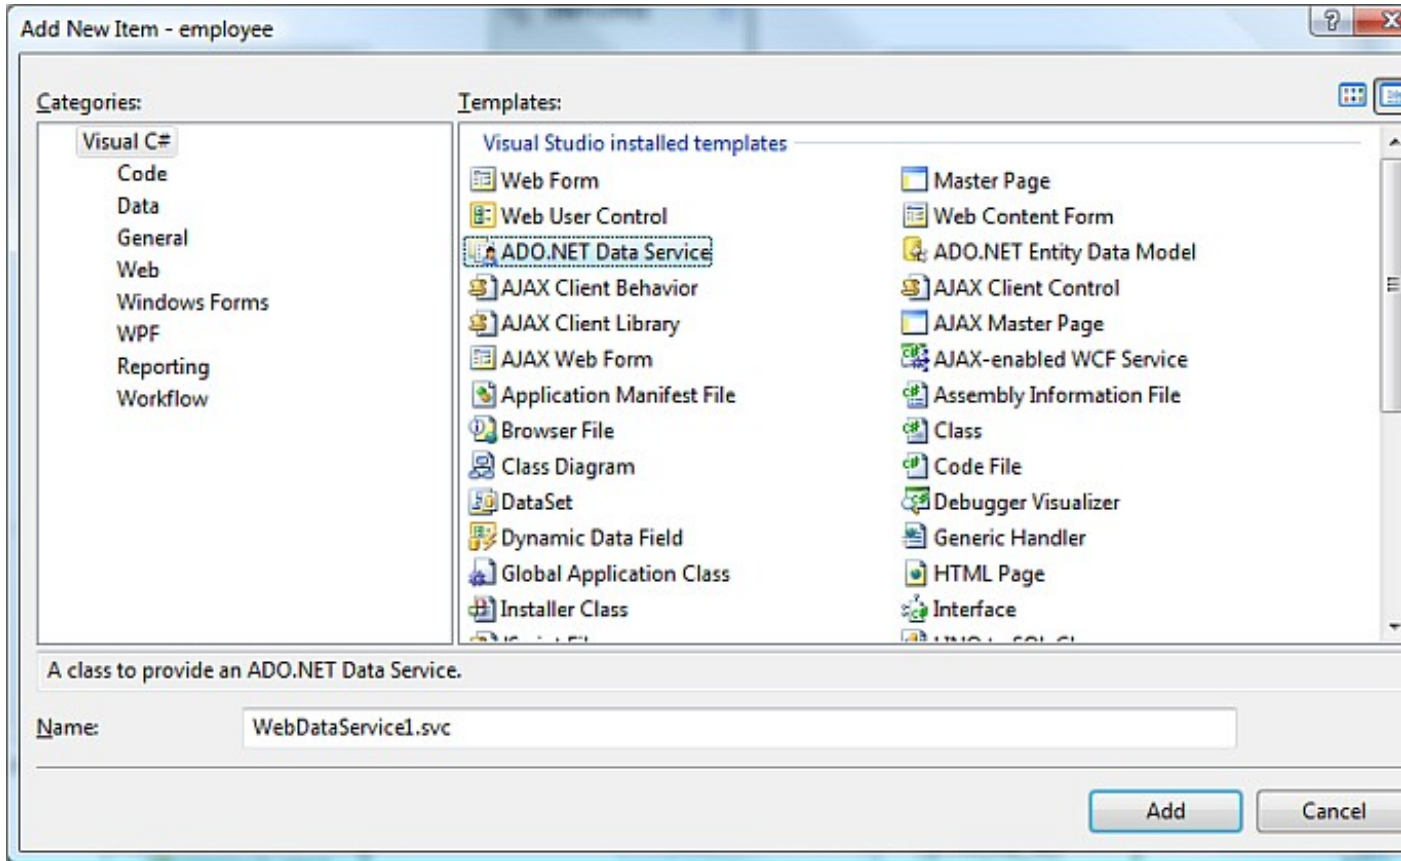 Add New Item - employee
Categories:
Templates:
Visual C#
Code
Data
General
Web
Windows Forms
WPF
Reporting
Workflow
Visual Studio installed templates
Web Form
Master Page
Web User Control
Web Content Form
ADO.NET Data Service
ADO.NET Entity Data Model
AJAX Client Behavior
AJAX Client Control
AJAX Client Library
AJAX Master Page
AJAX Web Form
AJAX-enabled WCF Service
Application Manifest File
Assembly Information File
Browser File
Class
Class Diagram
Code File
DataSet
Debugger Visualizer
Dynamic Data Field
Generic Handler
Global Application Class
HTML Page
Installer Class
Interface
A class to provide an ADO.NET Data Service.
Name:
WebDataService1.svc
Add
Cancel